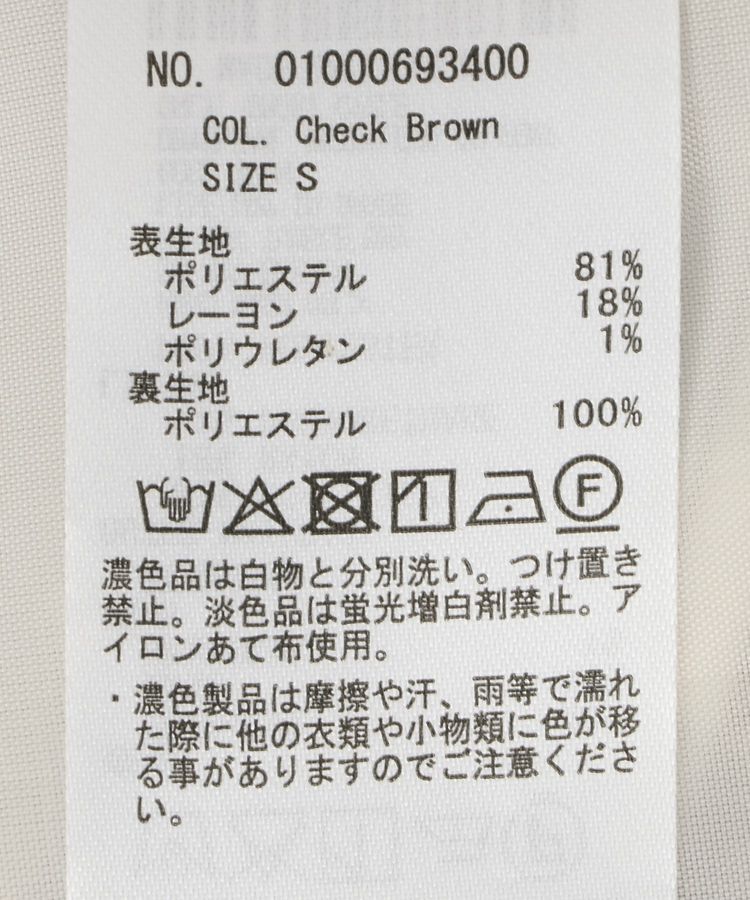 NO. 01000693400
COL. Check Brown
SIZE S
表生地
ポリエステル 81%
レーヨン 18%
ポリウレタン 1%
裏生地
ポリエステル 100%
F
濃色品は白物と分別洗い。つけ置き
禁止。淡色品は蛍光増白剤禁止。ア
イロンあて布使用。
・濃色製品は摩擦や汗、雨等で濡れ
た際に他の衣類や小物類に色が移
る事がありますのでご注意くださ
い。